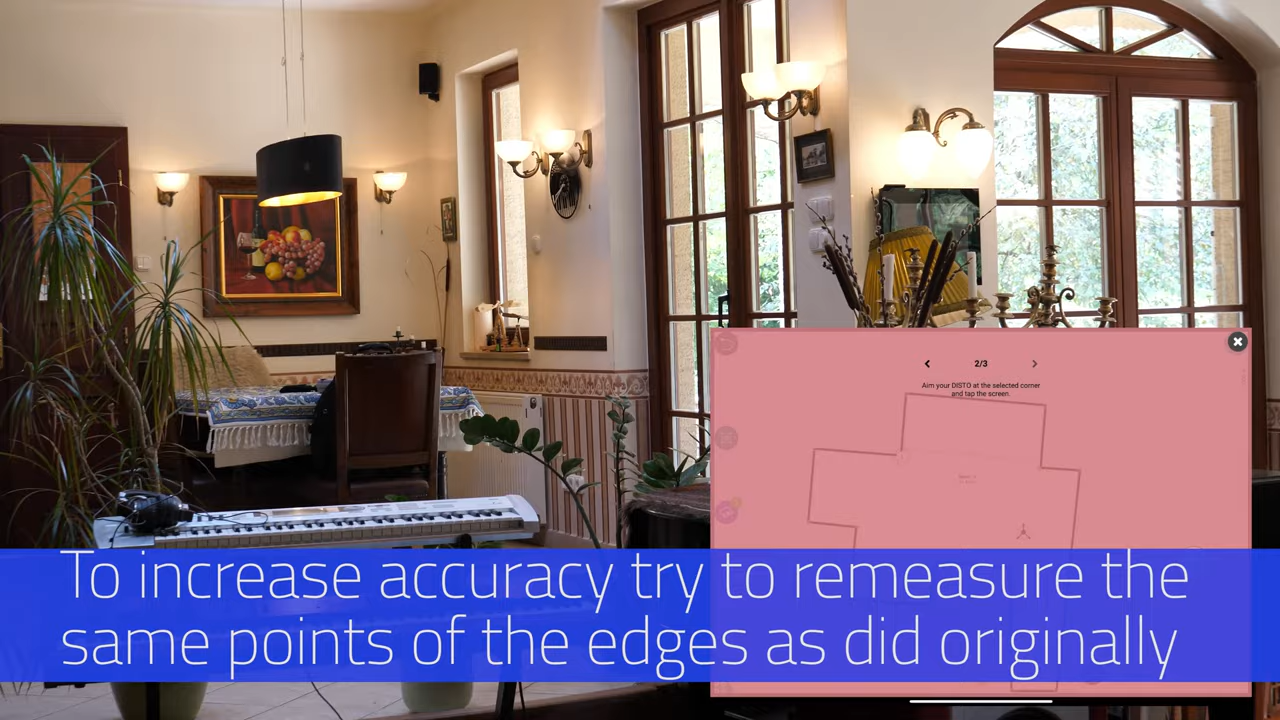 2/3
Aim your DISTO at the selected corner
and tap the screen.
To increase accuracy try to remeasure the
same points of the edges as did originally